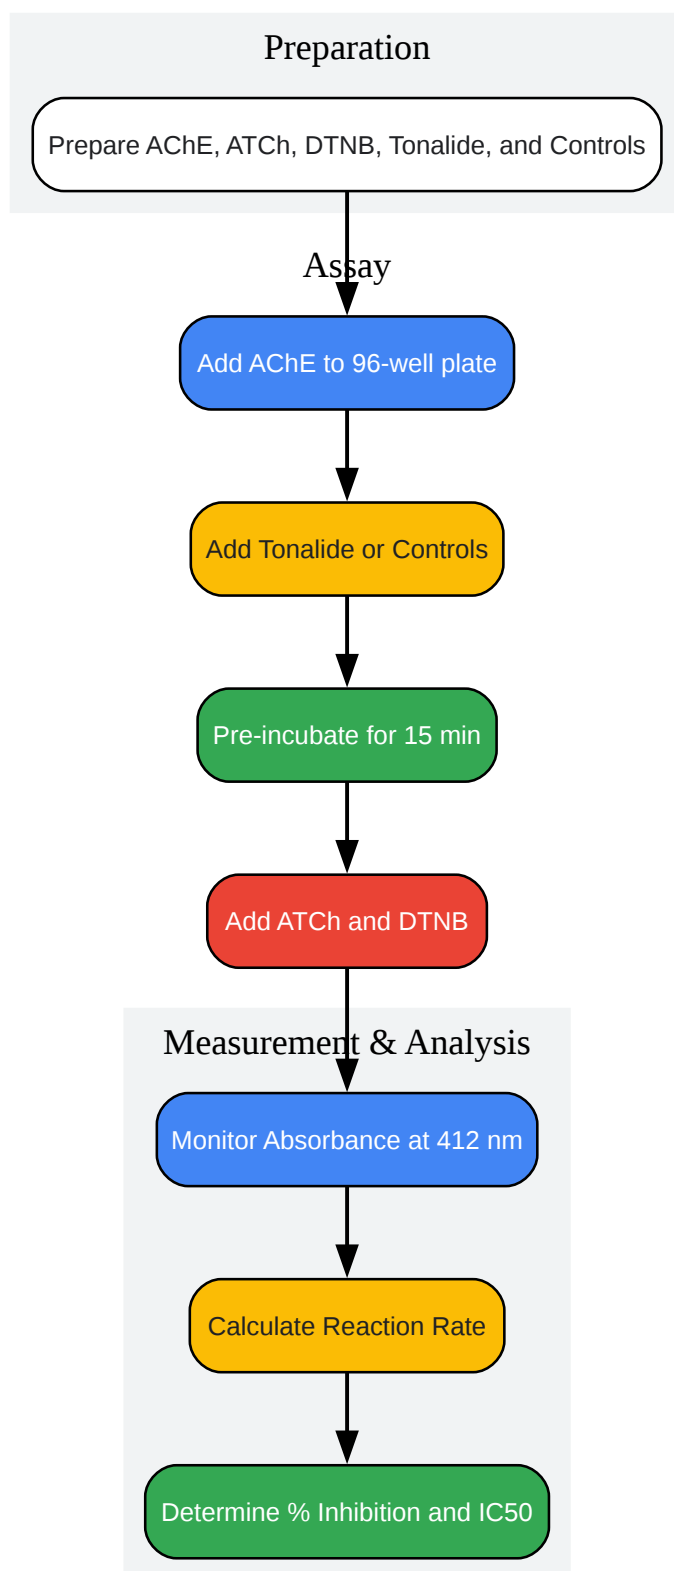 Preparation
Prepare AChE, ATCh, DTNB, Tonalide, and Controls
Assay
Add AChE to 96-well plate
Add Tonalide or Controls
Pre-incubate for 15 min
Add ATCh and DTNB
Measurement & Analysis
Monitor Absorbance at 412 nm
Calculate Reaction Rate
Determine % Inhibition and IC50